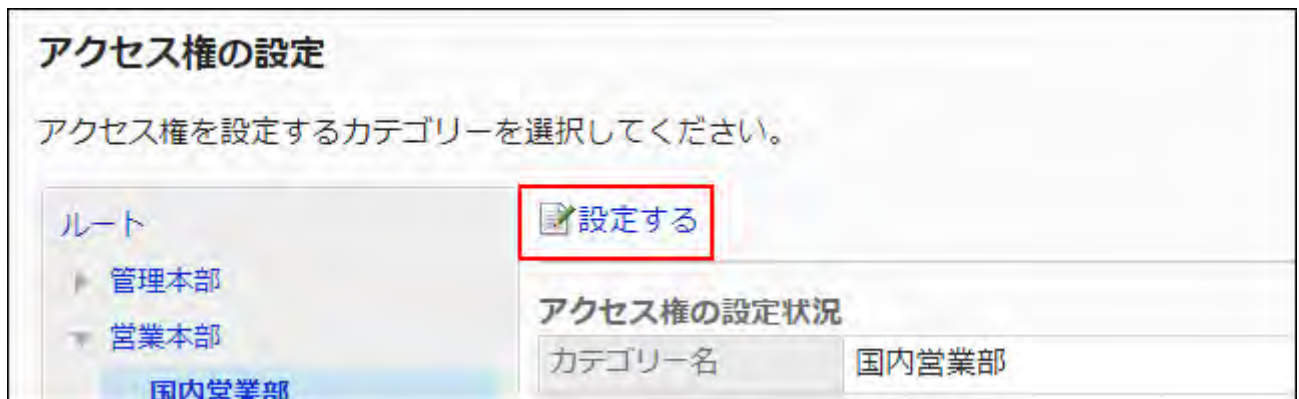 アクセス権の設定
アクセス権を設定するカテゴリーを選択してください。
ルート
管理本部
営業本部
国内営業部
設定する
アクセス権の設定状況
カテゴリー名 国内営業部